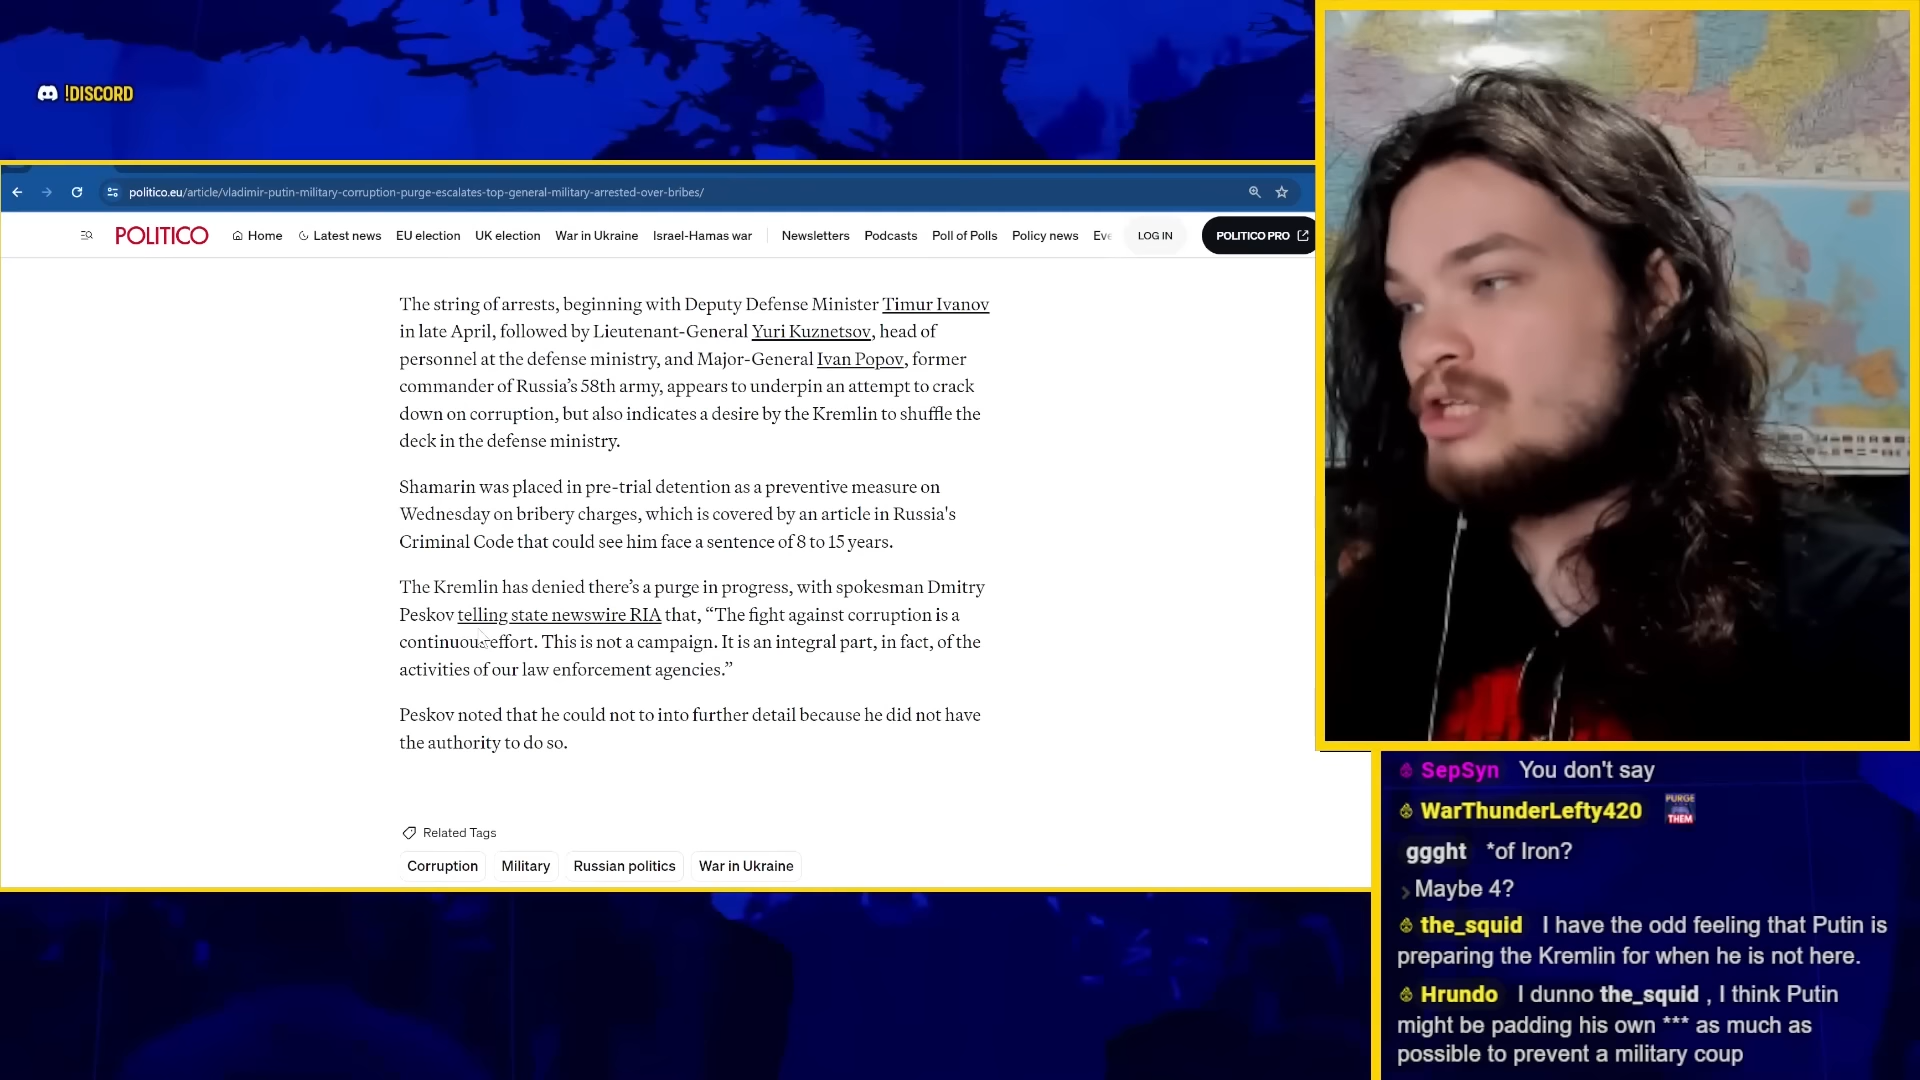 !DISCORD
politico.eu/article/vladimir-putin-military-corruption-purge-escalates-top-general-military-arrested-over-bribes/
POLITICO Home Latest news EU election UK election War in Ukraine Israel-Hamas war Newsletters Podcasts Poll of Polls Policy news Eve LOG IN POLITICO PRO
The string of arrests, beginning with Deputy Defense Minister Timur Ivanov
in late April, followed by Lieutenant-General Yuri Kuznetsov, head of
personnel at the defense ministry, and Major-General Ivan Popov, former
commander of Russia’s 58th army, appears to underpin an attempt to crack
down on corruption, but also indicates a desire by the Kremlin to shuffle the
deck in the defense ministry.
Shamarin was placed in pre-trial detention as a preventive measure on
Wednesday on bribery charges, which is covered by an article in Russia's
Criminal Code that could see him face a sentence of 8 to 15 years.
The Kremlin has denied there’s a purge in progress, with spokesman Dmitry
Peskov telling state newswire RIA that, “The fight against corruption is a
continuous effort. This is not a campaign. It is an integral part, in fact, of the
activities of our law enforcement agencies.”
Peskov noted that he could not to into further detail because he did not have
the authority to do so.
Related Tags
Corruption Military Russian politics War in Ukraine
SepSyn You don't say
WarThunderLefty420 PURGE THEM
gggght *of Iron?
Maybe 4?
the_squid I have the odd feeling that Putin is
preparing the Kremlin for when he is not here.
Hrundo I dunno the_squid , I think Putin
might be padding his own *** as much as
possible to prevent a military coup